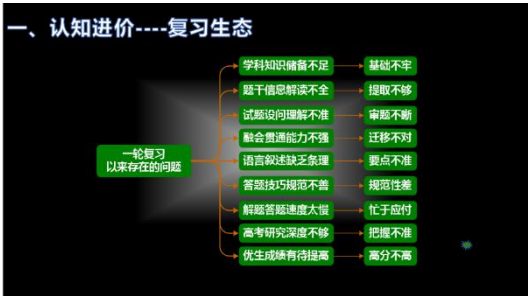 一、认知进价----复习生态
学科知识储备不足
基础不牢
题干信息解读不全
提取不够
试题设问理解不准
审题不断
融会贯通能力不强
迁移不对
一轮复习
以来存在的问题
语言叙述缺乏条理
要点不准
答题技巧规范不善
规范性差
解题答题速度太慢
忙于应付
高考研究深度不够
把握不准
优生成绩有待提高
高分不高